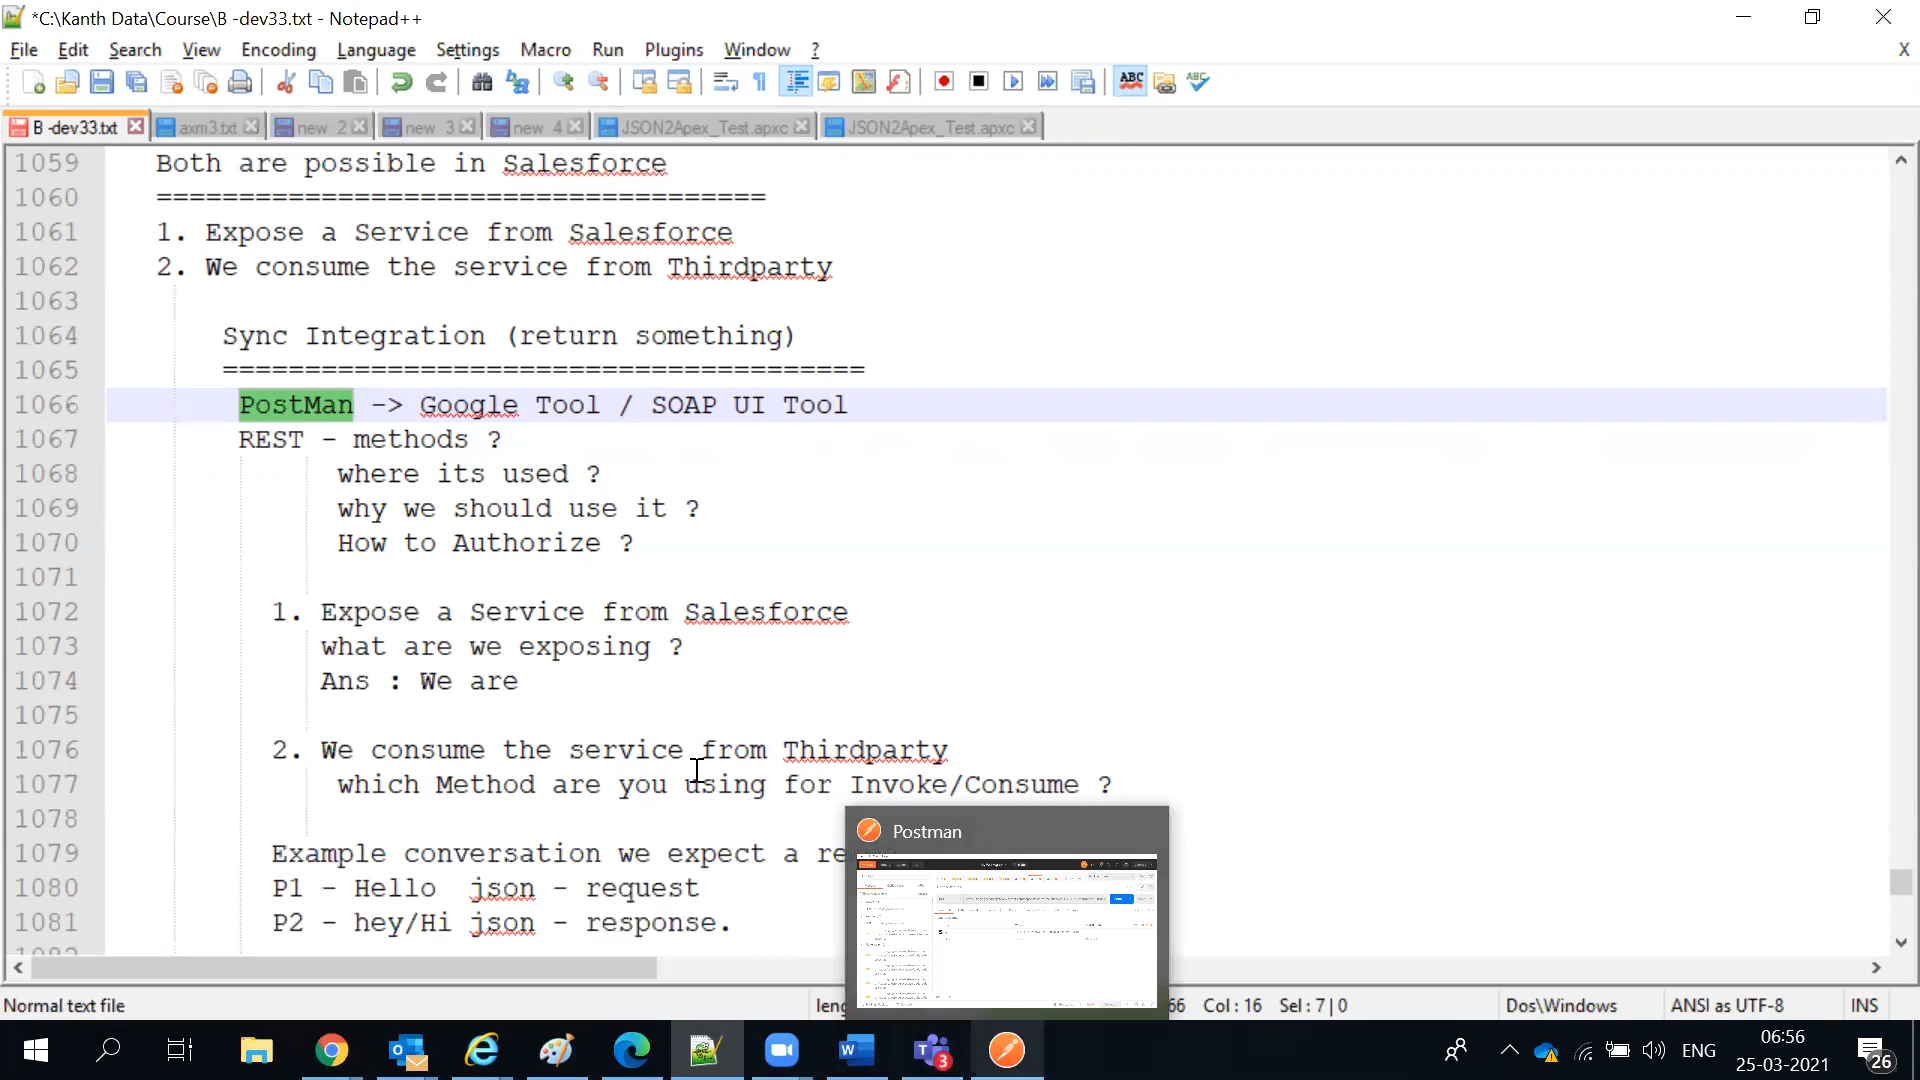 *C:\Kanth Data\Course\B -dev33.txt - Notepad++
File Edit Search View Encoding Language Settings Tools Macro Run Plugins Window ?
X
B -dev33.txt axm3.txt new 2 new 3 new 4 JSON2Apex_Test.apxc JSON2Apex_Test.apxc
1059 Both are possible in Salesforce
1060 =====================================
1061 1. Expose a Service from Salesforce
1062 2. We consume the service from Thirdparty
1063
1064 Sync Integration (return something)
1065 =======================================
1066 PostMan -> Google Tool / SOAP UI Tool
1067 REST - methods ?
1068 where its used ?
1069 why we should use it ?
1070 How to Authorize ?
1071
1072 1. Expose a Service from Salesforce
1073 what are we exposing ?
1074 Ans : We are
1075
1076 2. We consume the service from Thirdparty
1077 which Method are you using for Invoke/Consume ?
1078
1079 Example conversation we expect a re
1080 P1 - Hello json - request
1081 P2 - hey/Hi json - response.
Postman
Normal text file leng 66 Col : 16 Sel : 7 | 0 Dos\Windows ANSI as UTF-8 INS
3
ENG
06:56
25-03-2021
26